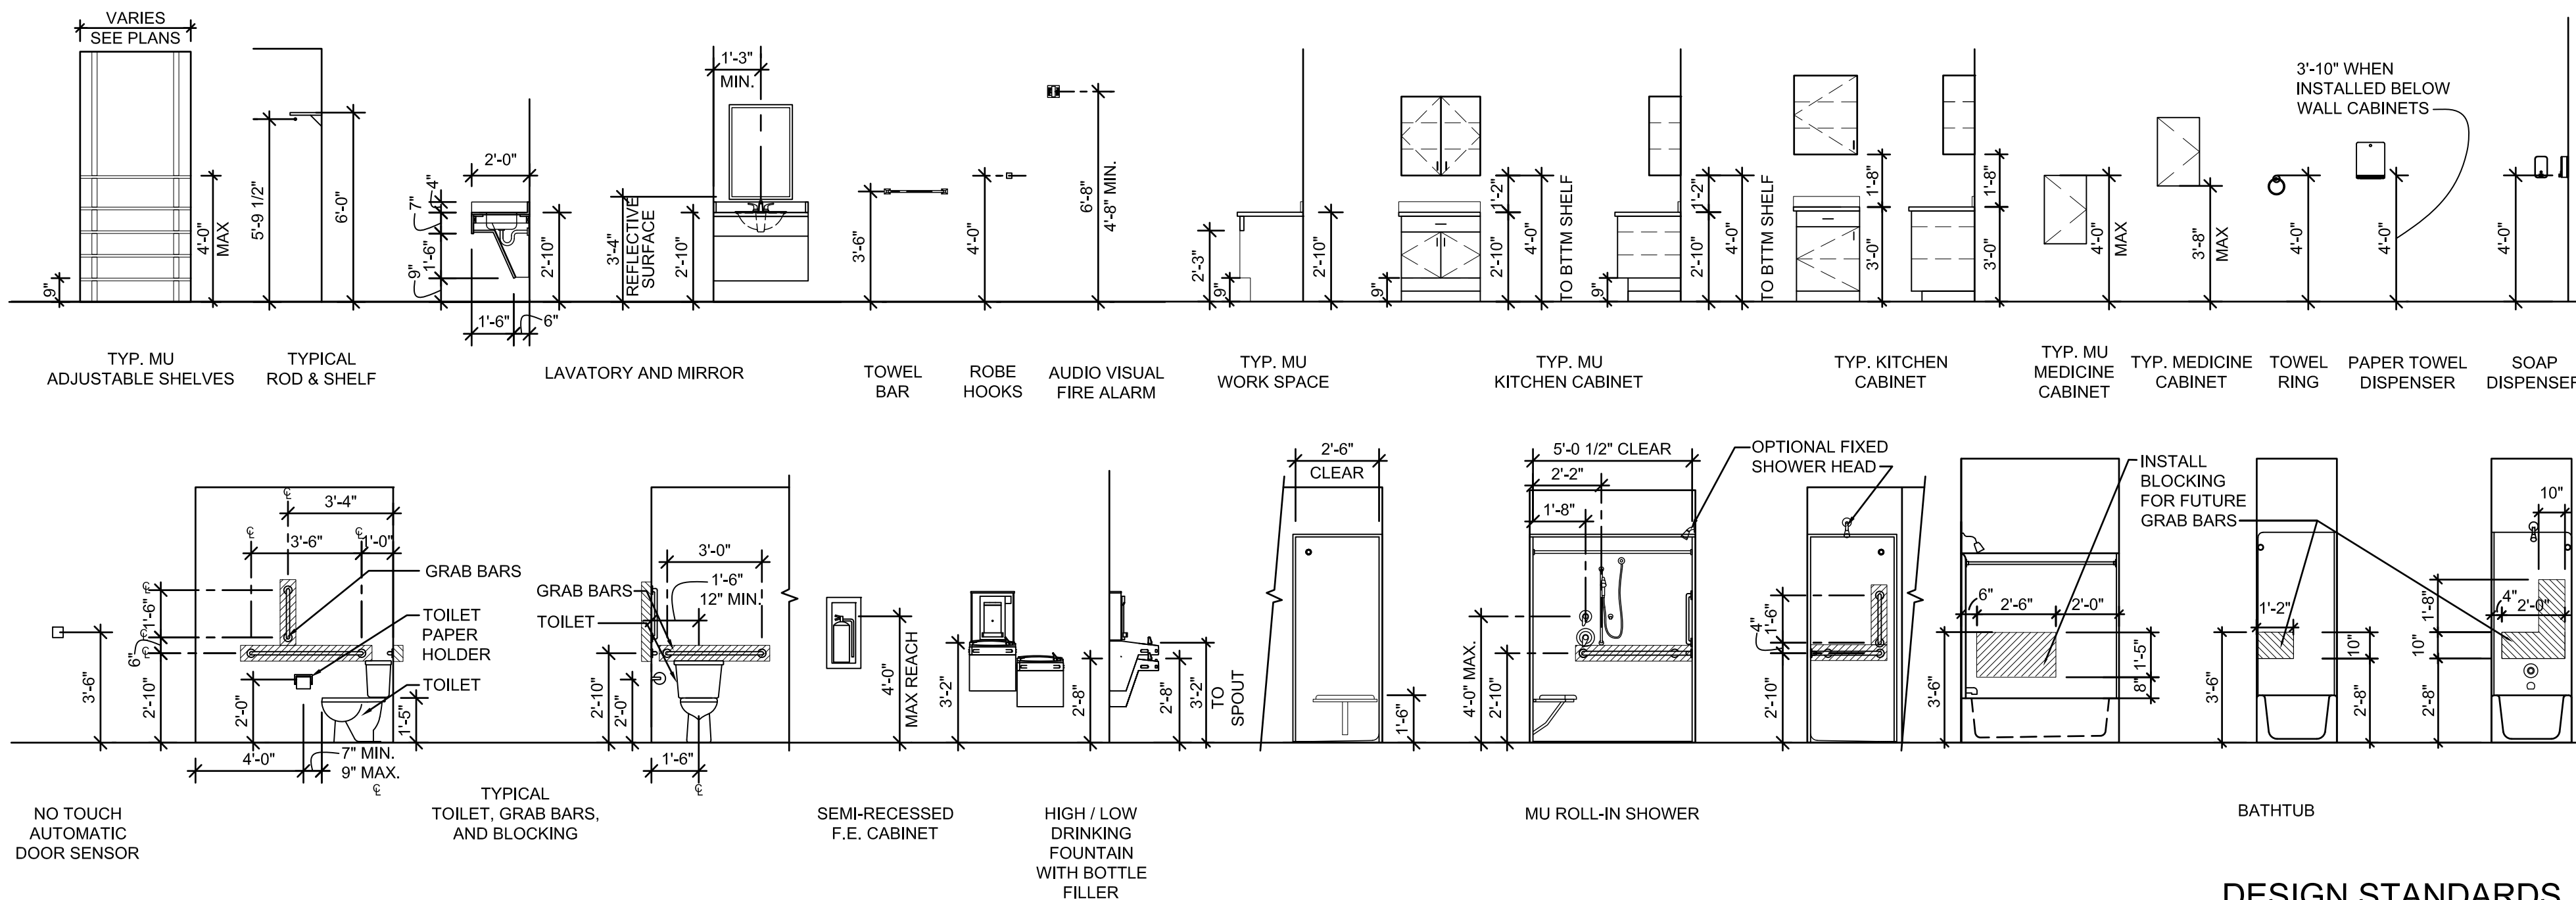 VARIES
SEE PLANS
9"
4'-0"
MAX
TYP. MU
ADJUSTABLE SHELVES
5'-9 1/2"
6'-0"
TYPICAL
ROD & SHELF
2'-0"
4"
7"
1'-6"
9"
2'-10"
1'-6"
6"
1'-3"
MIN.
3'-4"
REFLECTIVE
SURFACE
2'-10"
LAVATORY AND MIRROR
3'-6"
TOWEL
BAR
4'-0"
ROBE
HOOKS
6'-8"
4'-8" MIN.
AUDIO VISUAL
FIRE ALARM
2'-3"
9"
2'-10"
TYP. MU
WORK SPACE
9"
1'-2"
2'-10"
4'-0"
TO BTTM SHELF
9"
1'-2"
2'-10"
4'-0"
TO BTTM SHELF
TYP. MU
KITCHEN CABINET
1'-8"
3'-0"
1'-8"
3'-0"
TYP. KITCHEN
CABINET
4'-0"
MAX
TYP. MU
MEDICINE
CABINET
3'-8"
MAX
TYP. MEDICINE
CABINET
4'-0"
TOWEL
RING
3'-10" WHEN
INSTALLED BELOW
WALL CABINETS
4'-0"
PAPER TOWEL
DISPENSER
4'-0"
SOAP
DISPENSER
3'-6"
NO TOUCH
AUTOMATIC
DOOR SENSOR
℄
3'-4"
℄
3'-6"
℄
1'-0"
℄
1'-6"
℄
6"
℄
2'-10"
GRAB BARS
TOILET
PAPER
HOLDER
TOILET
2'-0"
1'-5"
4'-0"
7" MIN.
9" MAX.
℄
TYPICAL
TOILET, GRAB BARS,
AND BLOCKING
3'-0"
1'-6"
12" MIN.
GRAB BARS
TOILET
2'-10"
2'-0"
1'-6"
℄
4'-0"
MAX REACH
SEMI-RECESSED
F.E. CABINET
3'-2"
2'-8"
2'-8"
3'-2"
TO
SPOUT
HIGH / LOW
DRINKING
FOUNTAIN
WITH BOTTLE
FILLER
2'-6"
CLEAR
1'-6"
5'-0 1/2" CLEAR
2'-2"
1'-8"
4'-0" MAX.
2'-10"
OPTIONAL FIXED
SHOWER HEAD
1'-6"
4"
2'-10"
MU ROLL-IN SHOWER
INSTALL
BLOCKING
FOR FUTURE
GRAB BARS
6"
2'-6"
2'-0"
3'-6"
1'-5"
8"
1'-2"
3'-6"
10"
2'-8"
10"
4"
2'-0"
1'-8"
10"
2'-8"
BATHTUB
DESIGN STANDARDS